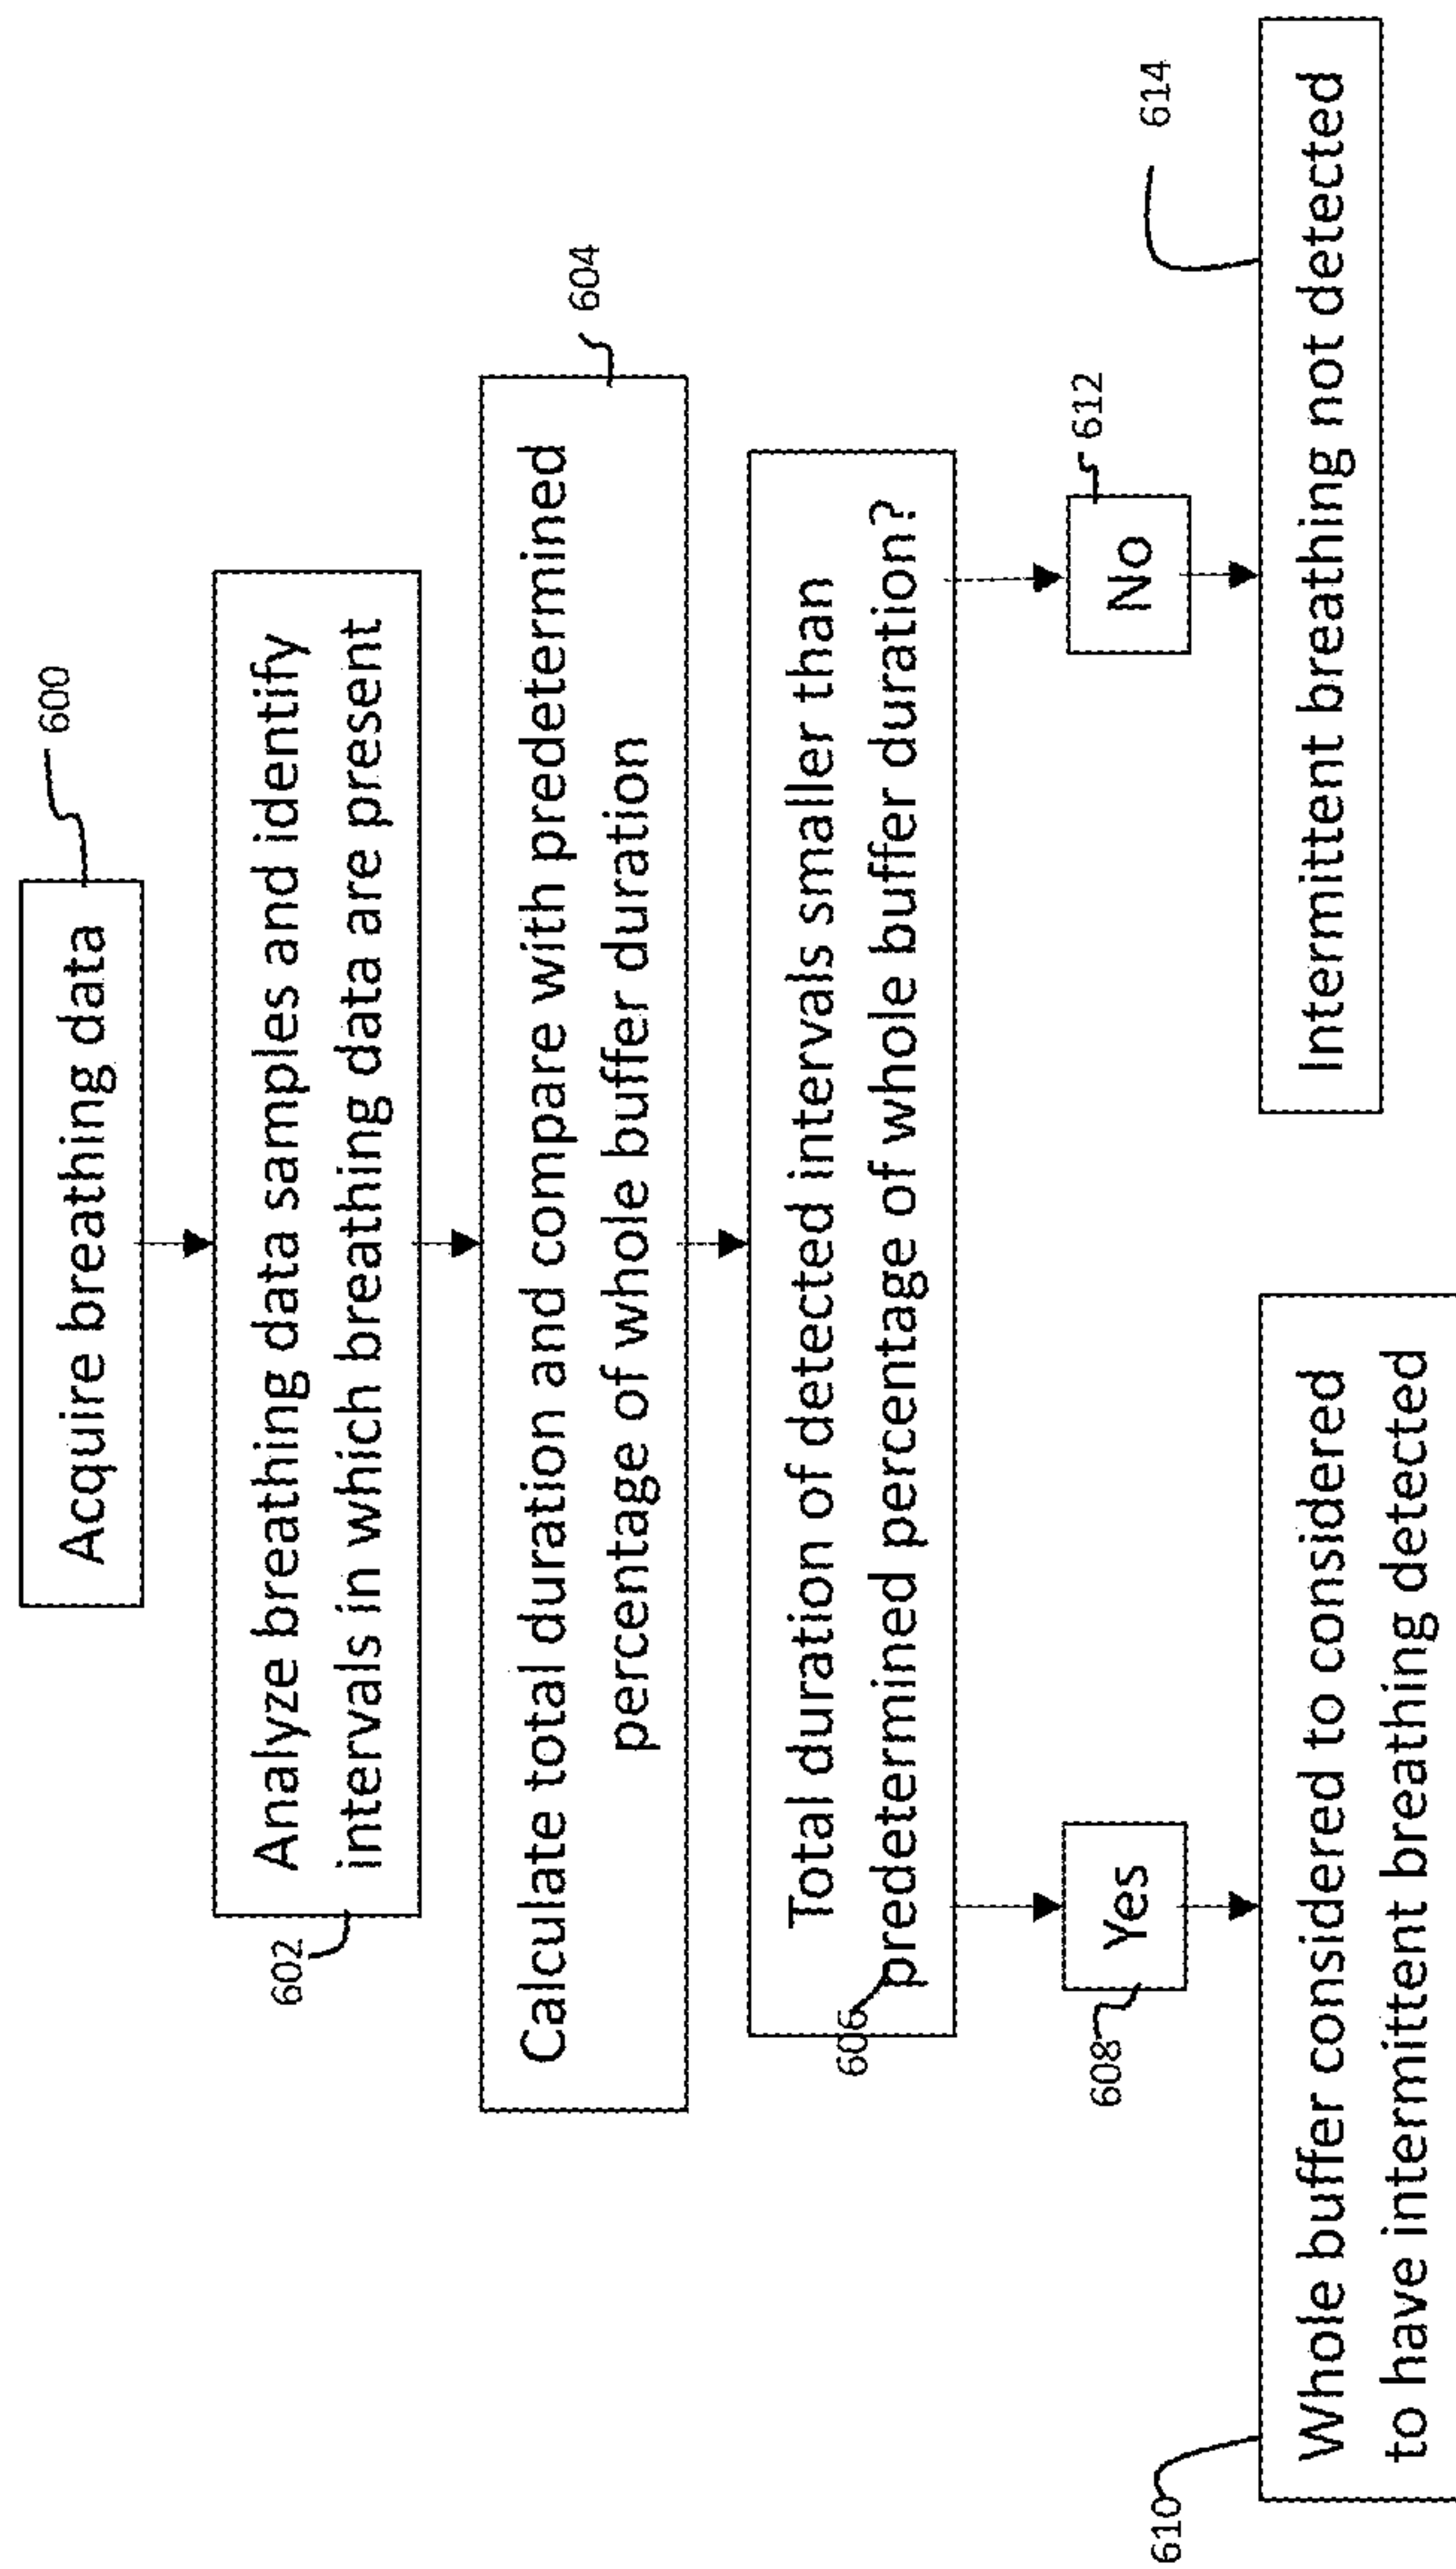 Acquire breathing data
600
Analyze breathing data samples and identify
intervals in which breathing data are present
602
Calculate total duration and compare with predetermined
percentage of whole buffer duration
604
Total duration of detected intervals smaller than
predetermined percentage of whole buffer duration?
606
Yes
608
No
612
Whole buffer considered to considered
to have intermittent breathing detected
610
Intermittent breathing not detected
614